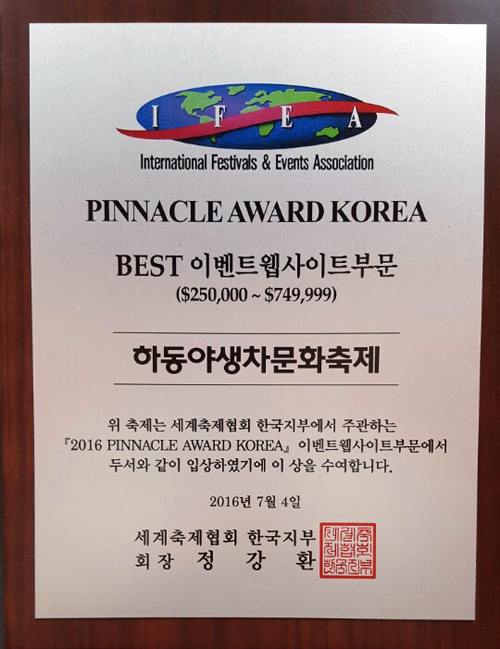 IFEA
International Festivals & Events Association
PINNACLE AWARD KOREA
BEST 이벤트웹사이트부문
($250,000 ~ $749,999)
하동야생차문화축제
위 축제는 세계축제협회 한국지부에서 주관하는
『2016 PINNACLE AWARD KOREA』 이벤트웹사이트부문에서
두서와 같이 입상하였기에 이 상을 수여합니다.
2016년 7월 4일
세계축제협회 한국지부
회장 정강환